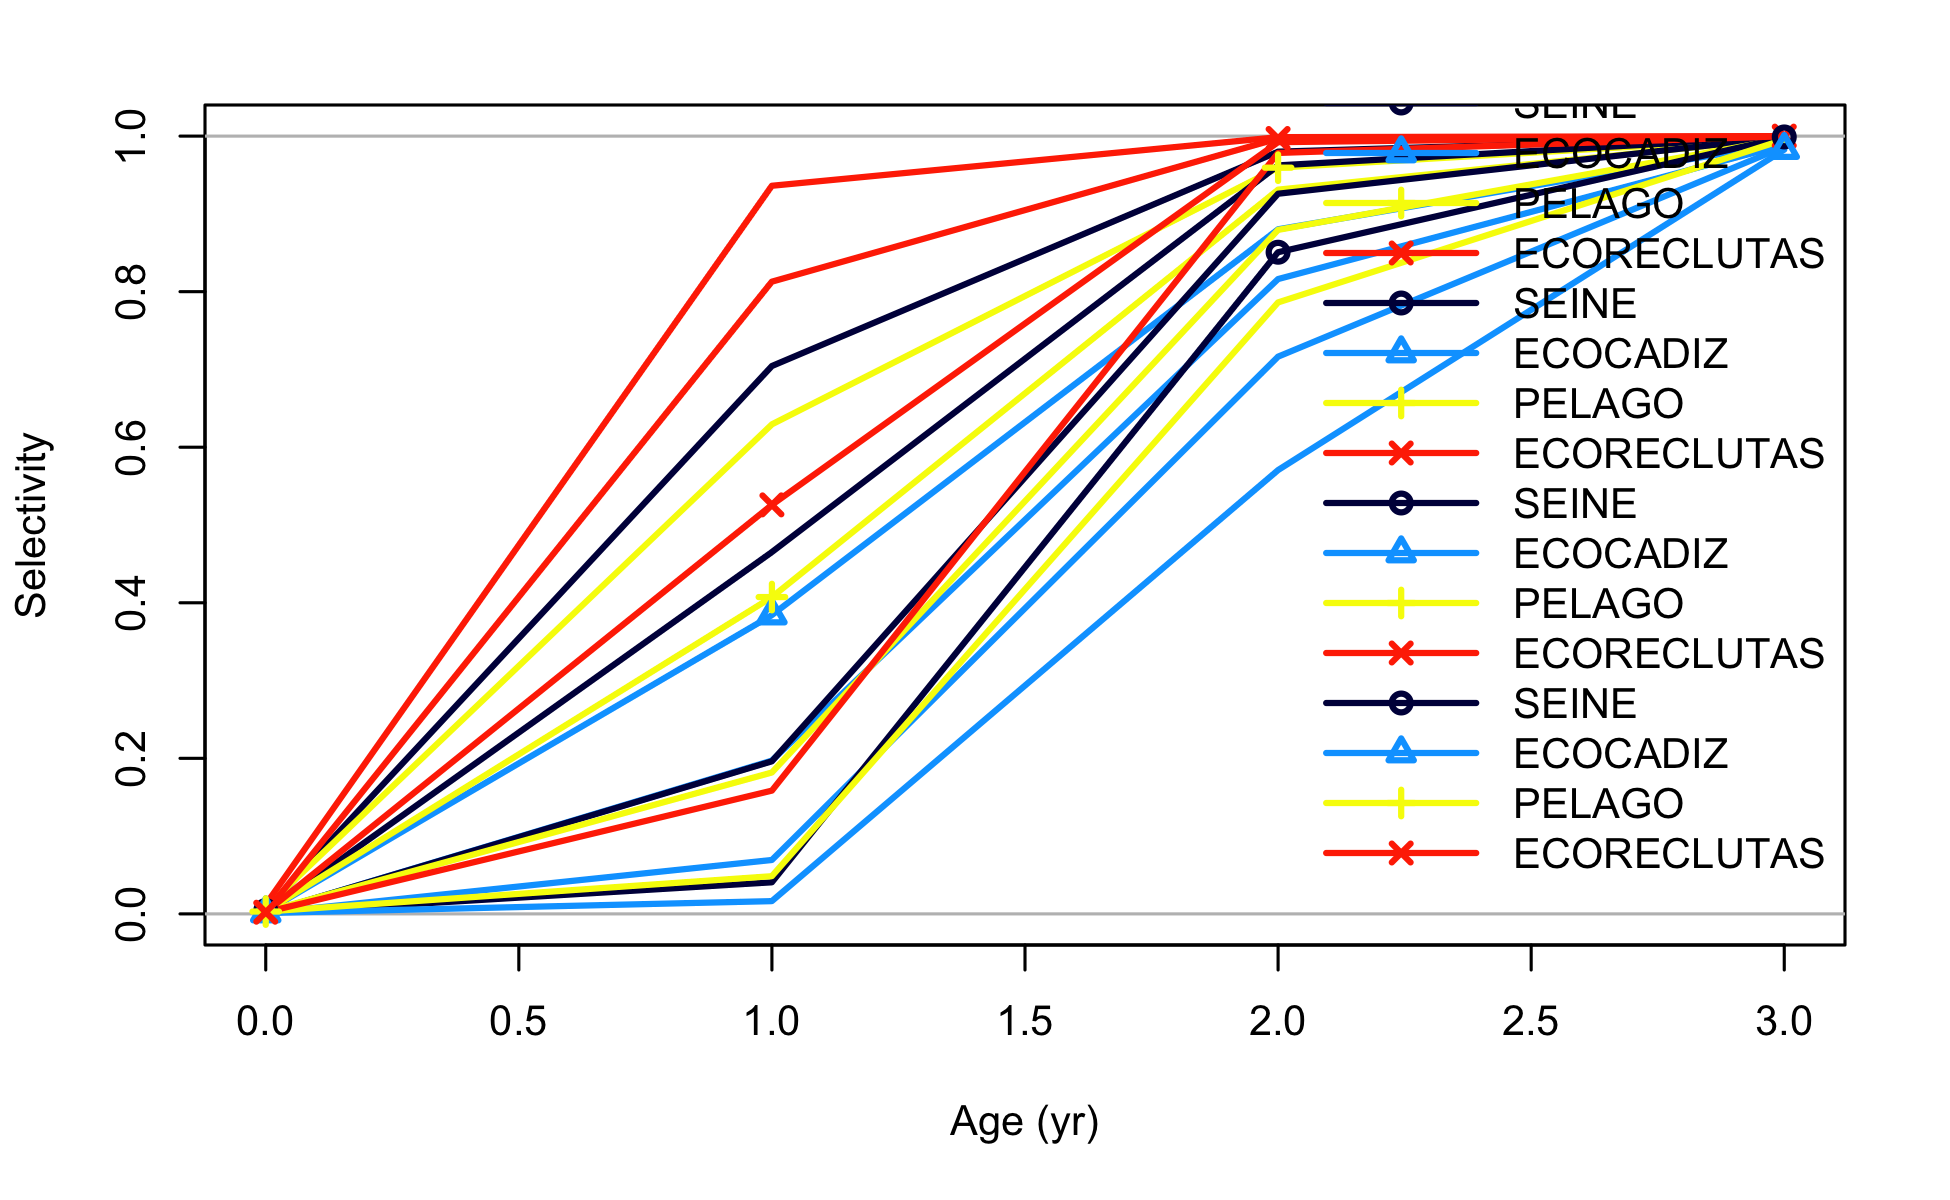 SEINE
ECOCADIZ
PELAGO
ECORECLUTAS
SEINE
ECOCADIZ
PELAGO
ECORECLUTAS
SEINE
ECOCADIZ
PELAGO
ECORECLUTAS
SEINE
ECOCADIZ
PELAGO
ECORECLUTAS
Selectivity
1.0
0.8
0.6
0.4
0.2
0.0
0.0 0.5 1.0 1.5 2.0 2.5 3.0
Age (yr)